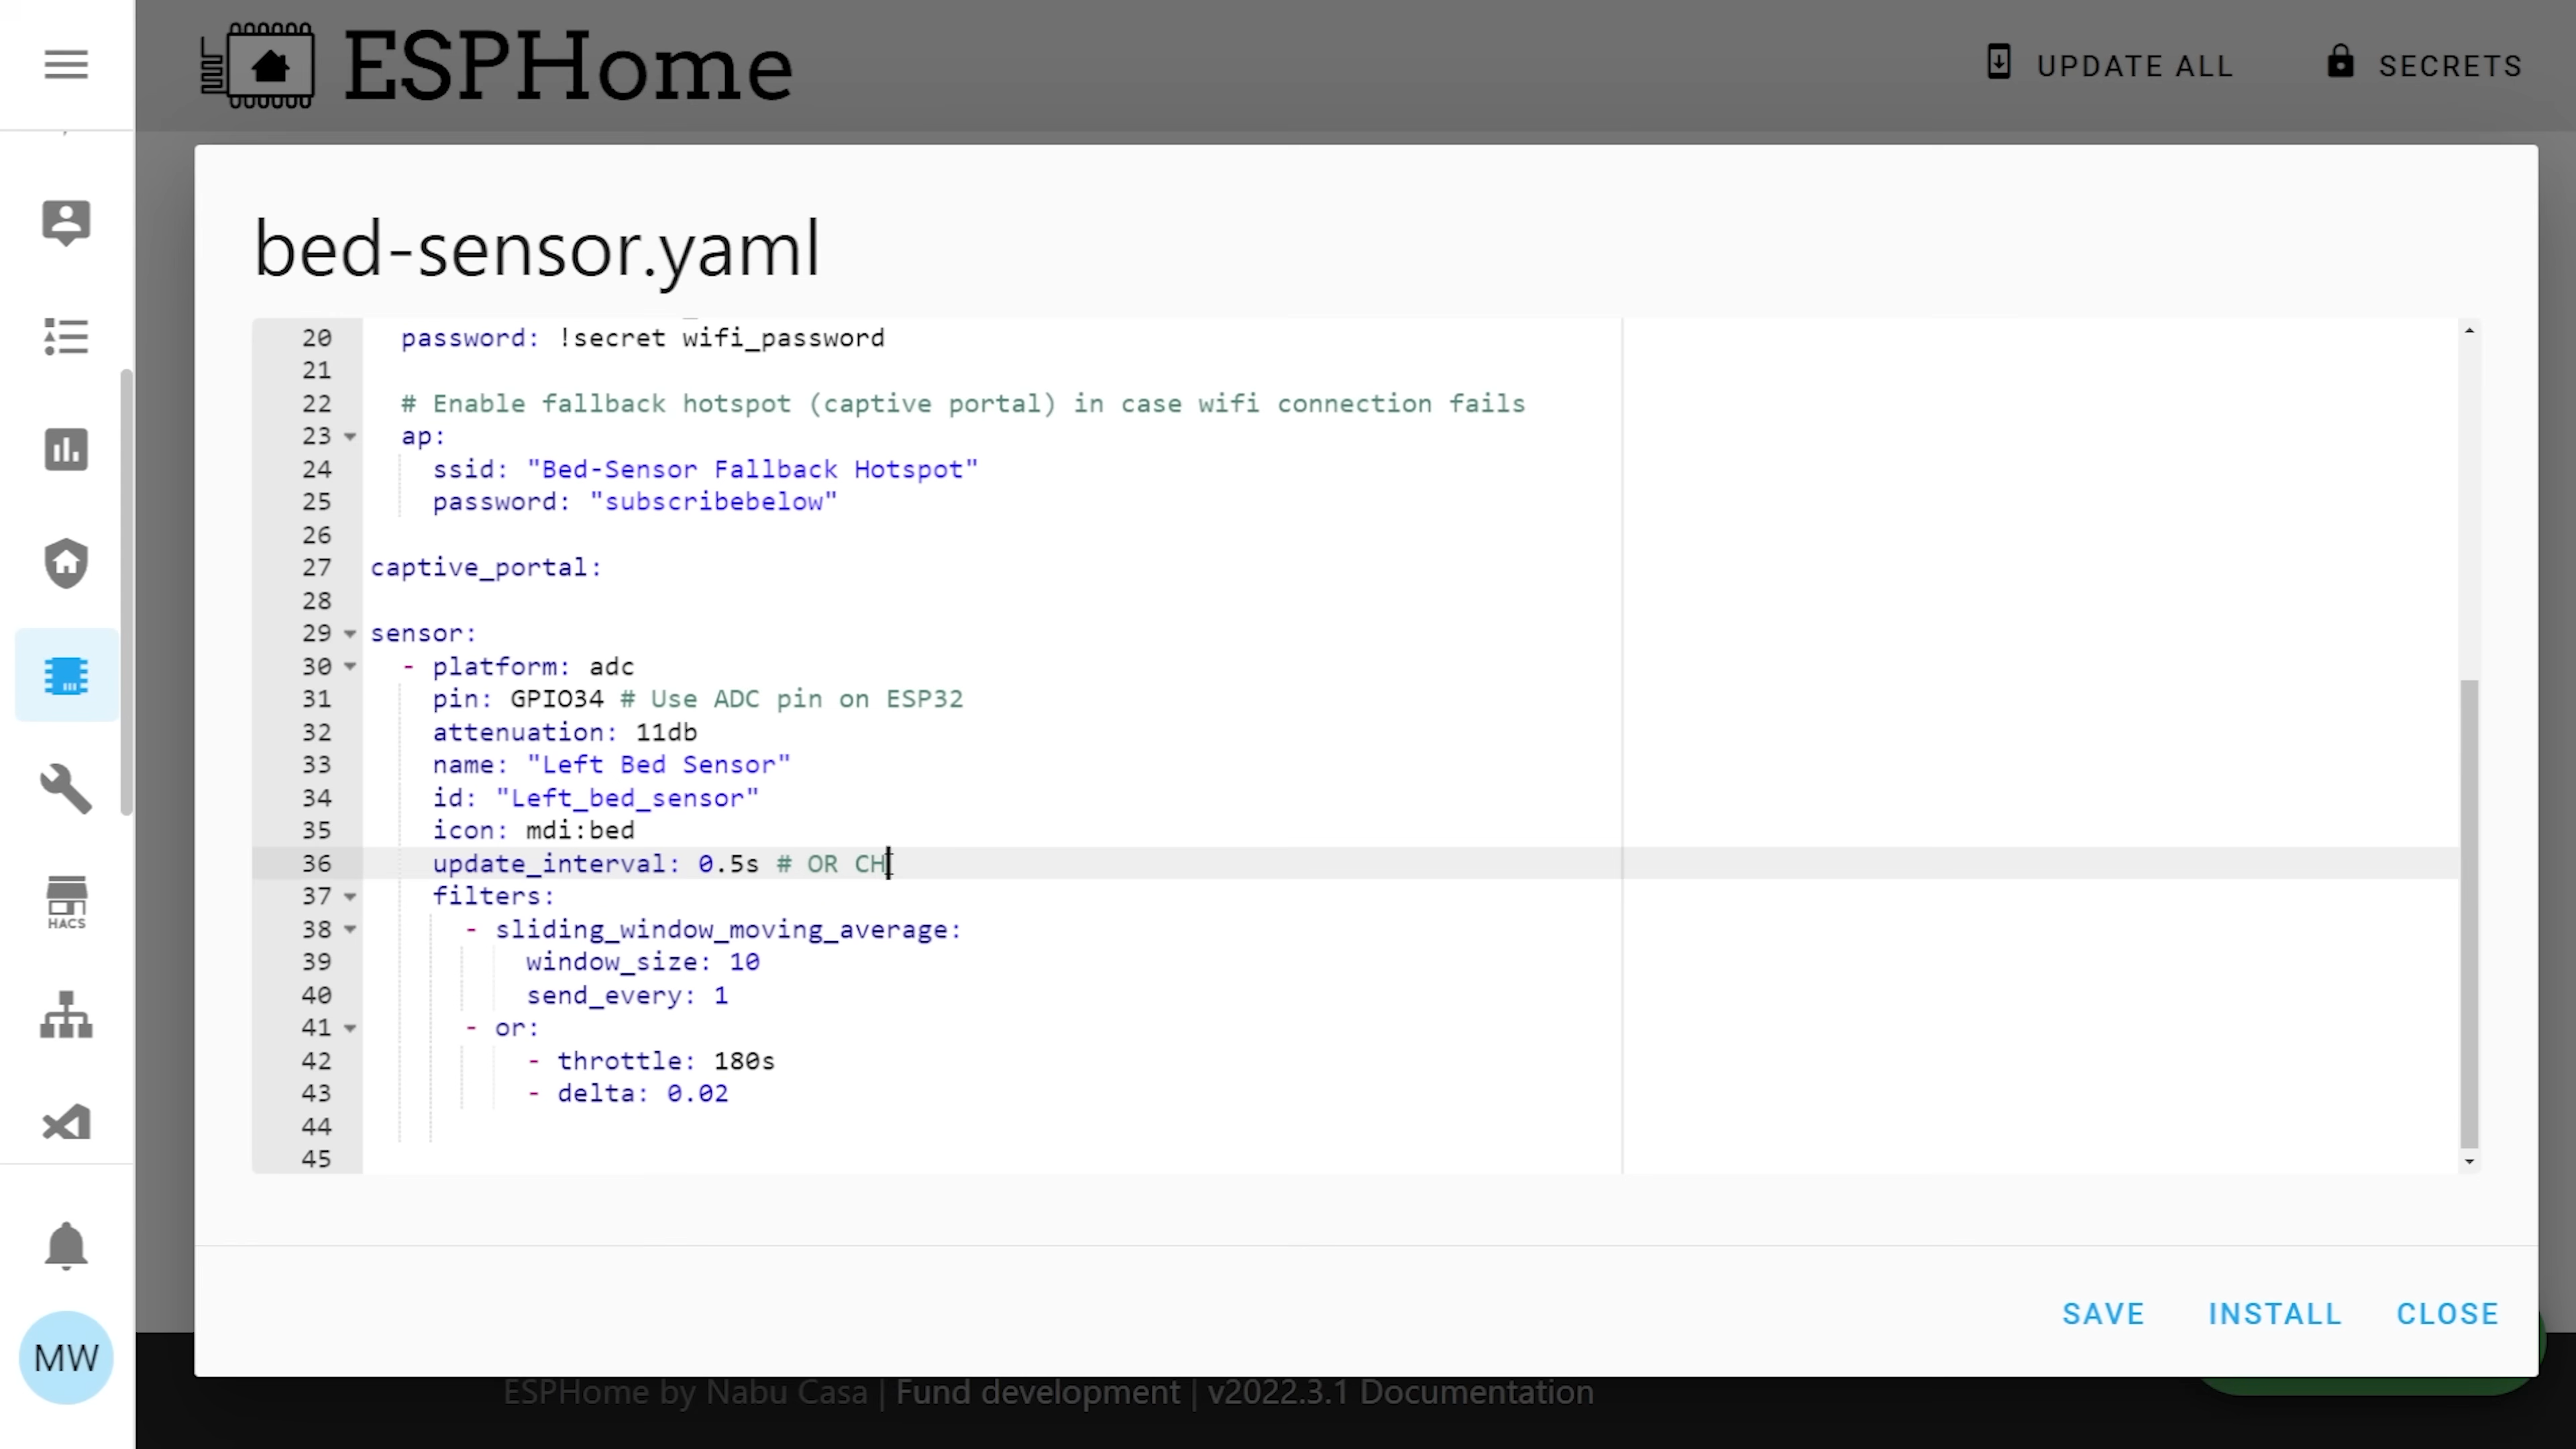 ESPHome
UPDATE ALL
SECRETS
bed-sensor.yaml
20 password: !secret wifi_password
21
22 # Enable fallback hotspot (captive portal) in case wifi connection fails
23 ap:
24 ssid: "Bed-Sensor Fallback Hotspot"
25 password: "subscribebelow"
26
27 captive_portal:
28
29 sensor:
30 - platform: adc
31 pin: GPIO34 # Use ADC pin on ESP32
32 attenuation: 11db
33 name: "Left Bed Sensor"
34 id: "Left_bed_sensor"
35 icon: mdi:bed
36 update_interval: 0.5s # OR CH
37 filters:
38 - sliding_window_moving_average:
39 window_size: 10
40 send_every: 1
41 - or:
42 - throttle: 180s
43 - delta: 0.02
44
45
HACS
SAVE INSTALL CLOSE
MW
ESPHome by Nabu Casa | Fund development | v2022.3.1 Documentation